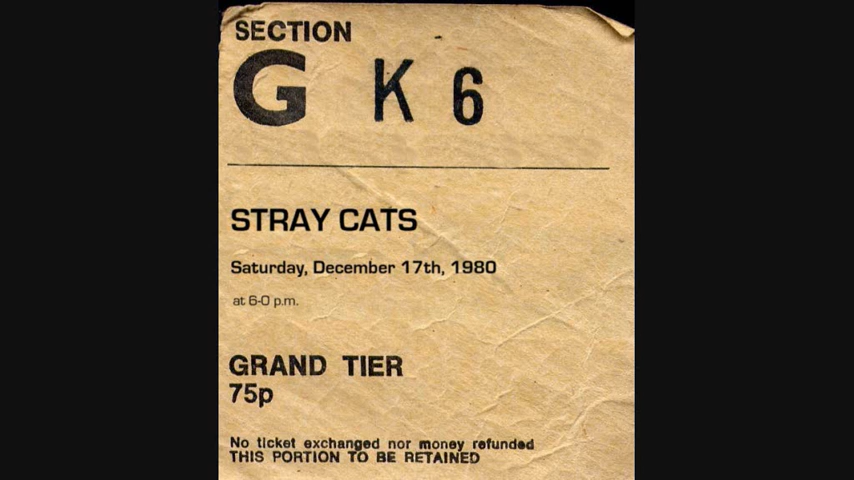 SECTION
G K 6
STRAY CATS
Saturday, December 17th, 1980
at 6-0 p.m.
GRAND TIER
75p
No ticket exchanged nor money refunded
THIS PORTION TO BE RETAINED